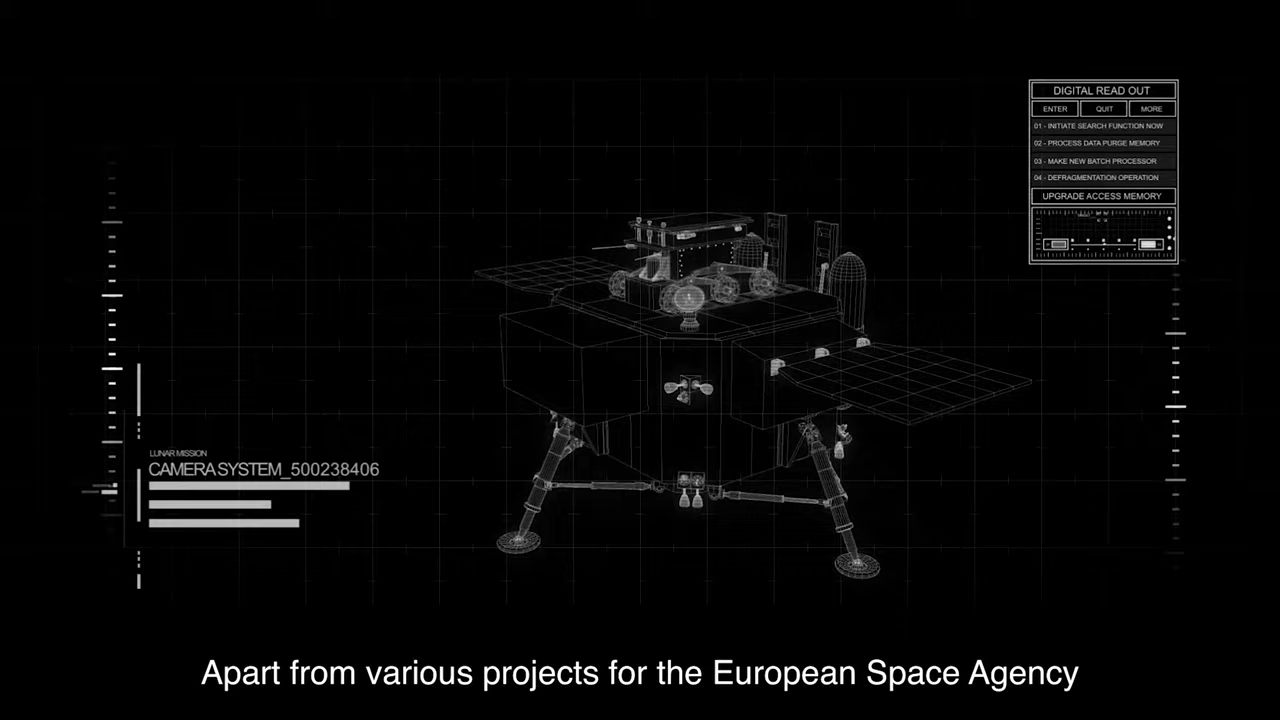 DIGITAL READ OUT
ENTER QUIT MORE
01 - INITIATE SEARCH FUNCTION NOW
02 - PROCESS DATA PURGE MEMORY
03 - MAKE NEW BATCH PROCESSOR
04 - DEFRAGMENTATION OPERATION
UPGRADE ACCESS MEMORY
LUNAR MISSION
CAMERA SYSTEM_500238406
Apart from various projects for the European Space Agency